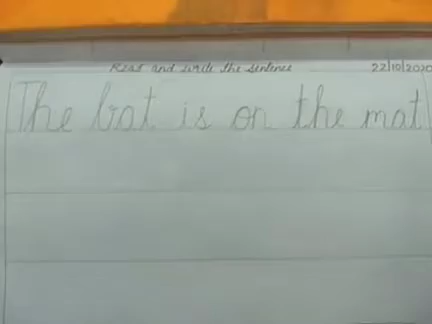 Read and write the sentence 22/10/2020
The bat is on the mat